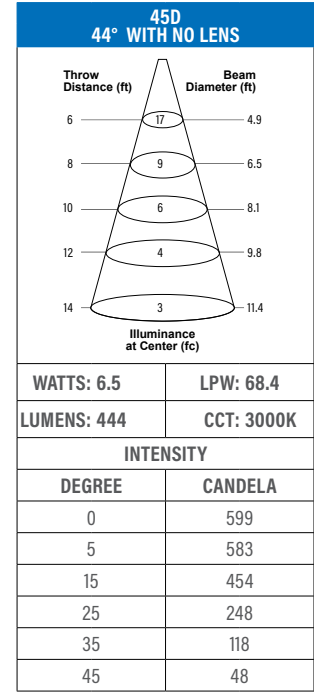 45D
44° WITH NO LENS
Throw
Distance (ft)
Beam
Diameter (ft)
6 17 4.9
8 9 6.5
10 6 8.1
12 4 9.8
14 3 11.4
Illuminance
at Center (fc)
WATTS: 6.5 LPW: 68.4
LUMENS: 444 CCT: 3000K
INTENSITY
DEGREE CANDELA
0 599
5 583
15 454
25 248
35 118
45 48